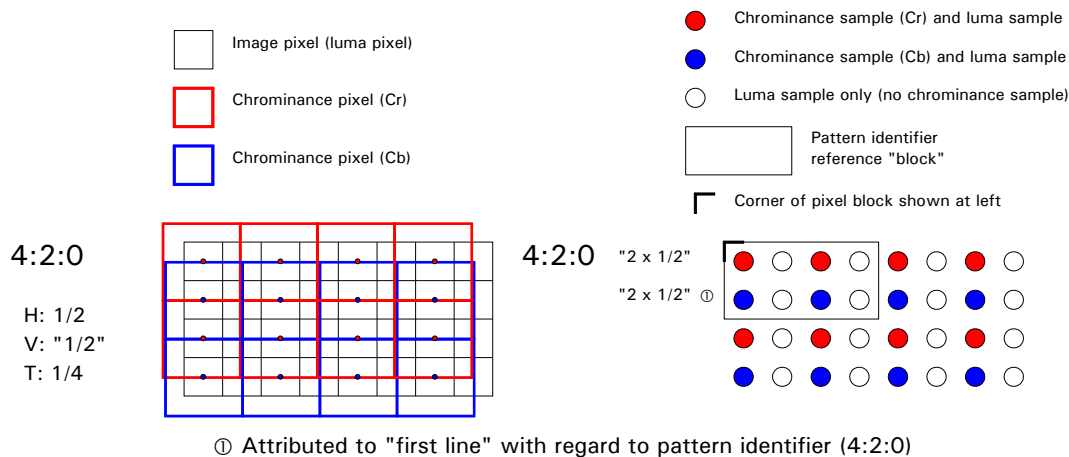 Image pixel (luma pixel)
Chrominance pixel (Cr)
Chrominance pixel (Cb)
Chrominance sample (Cr) and luma sample
Chrominance sample (Cb) and luma sample
Luma sample only (no chrominance sample)
Pattern identifier
reference "block"
Corner of pixel block shown at left
4:2:0
H: 1/2
V: "1/2"
T: 1/4
4:2:0
"2 x 1/2"
"2 x 1/2" ①
① Attributed to "first line" with regard to pattern identifier (4:2:0)